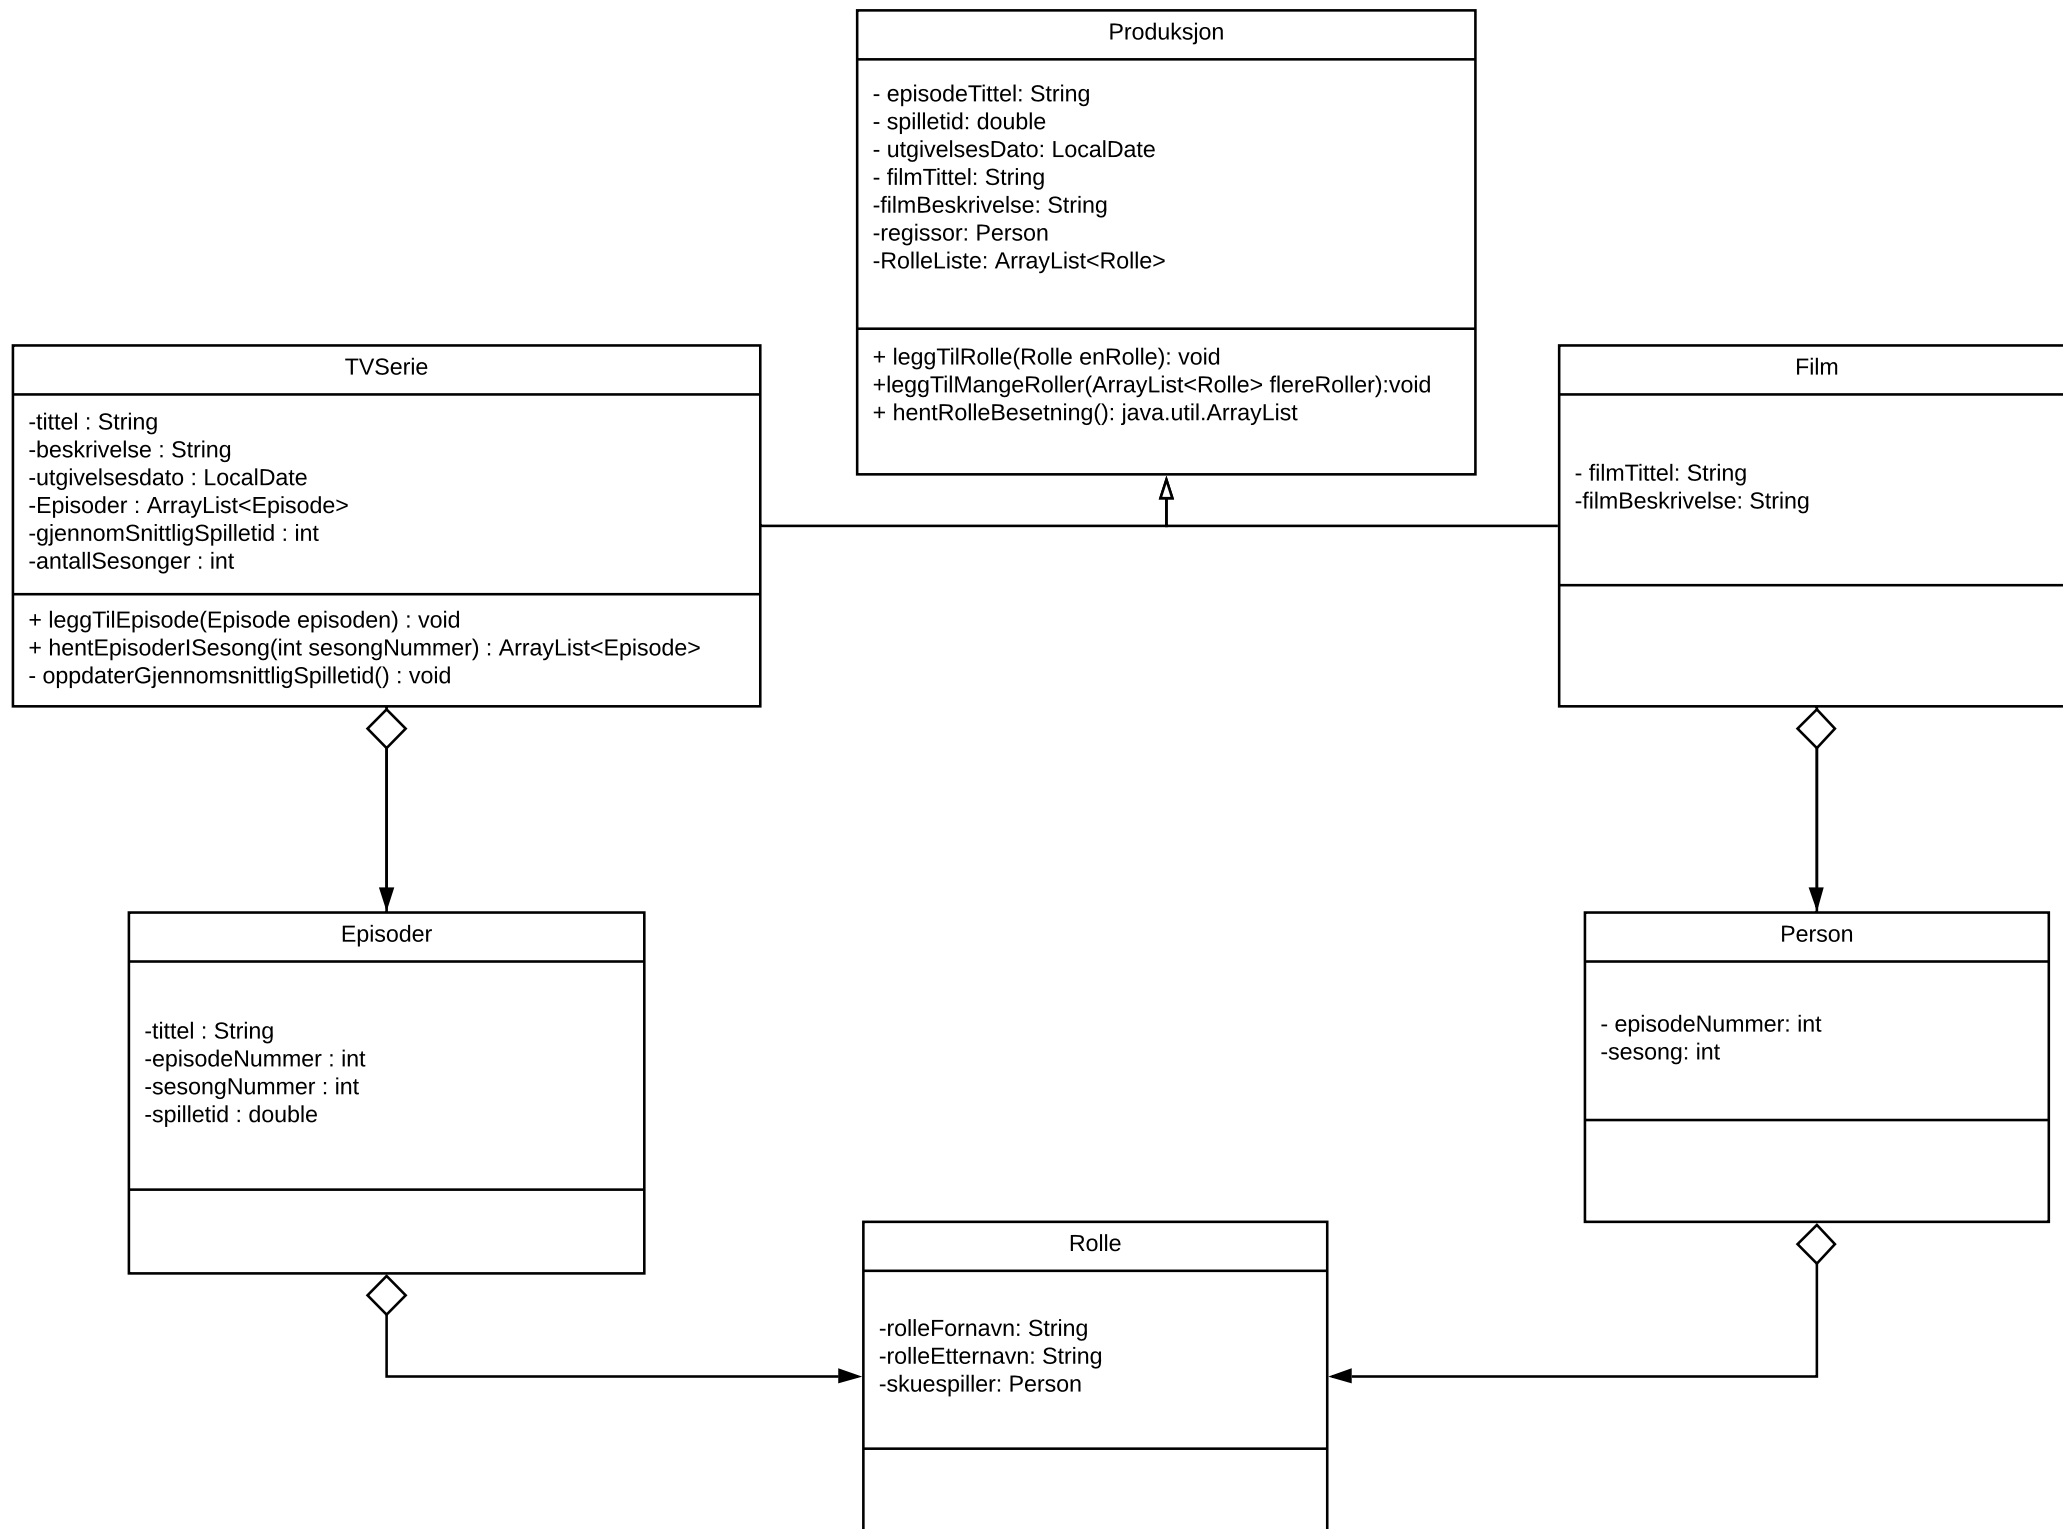 Produksjon
- episodeTittel: String
- spilletid: double
- utgivelsesDato: LocalDate
- filmTittel: String
-filmBeskrivelse: String
-regissor: Person
-RolleListe: ArrayList<Rolle>
+ leggTilRolle(Rolle enRolle): void
+leggTilMangeRoller(ArrayList<Rolle> flereRoller):void
+ hentRolleBesetning(): java.util.ArrayList
TVSerie
-tittel : String
-beskrivelse : String
-utgivelsesdato : LocalDate
-Episoder : ArrayList<Episode>
-gjennomSnittligSpilletid : int
-antallSesonger : int
+ leggTilEpisode(Episode episoden) : void
+ hentEpisoderISesong(int sesongNummer) : ArrayList<Episode>
- oppdaterGjennomsnittligSpilletid() : void
Film
- filmTittel: String
-filmBeskrivelse: String
Episoder
-tittel : String
-episodeNummer : int
-sesongNummer : int
-spilletid : double
Person
- episodeNummer: int
-sesong: int
Rolle
-rolleFornavn: String
-rolleEtternavn: String
-skuespiller: Person